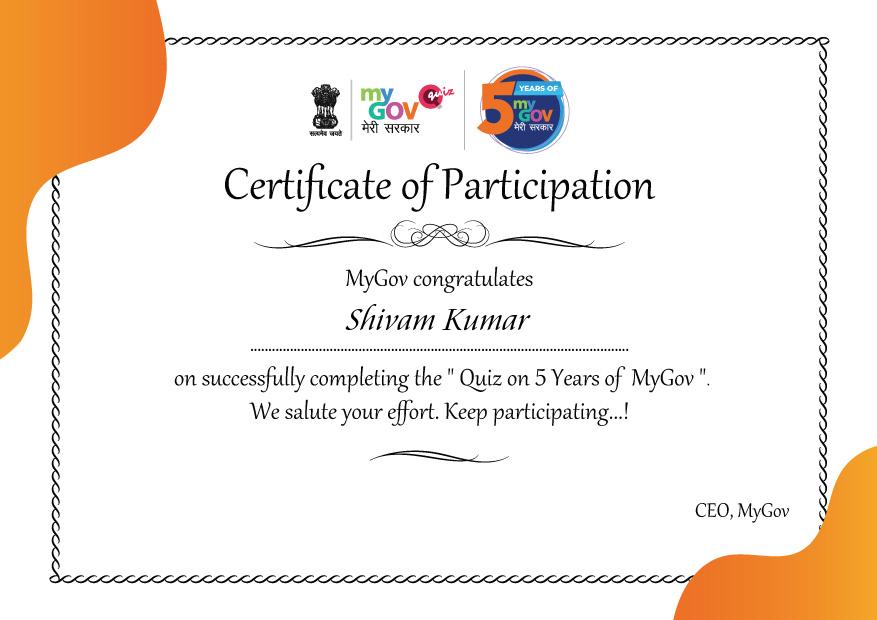 सत्यमेव जयते
my
GOV
quiz
मेरी सरकार
5 YEARS OF
my
GOV
मेरी सरकार
Certificate of Participation
MyGov congratulates
Shivam Kumar
on successfully completing the " Quiz on 5 Years of MyGov ".
We salute your effort. Keep participating...!
CEO, MyGov